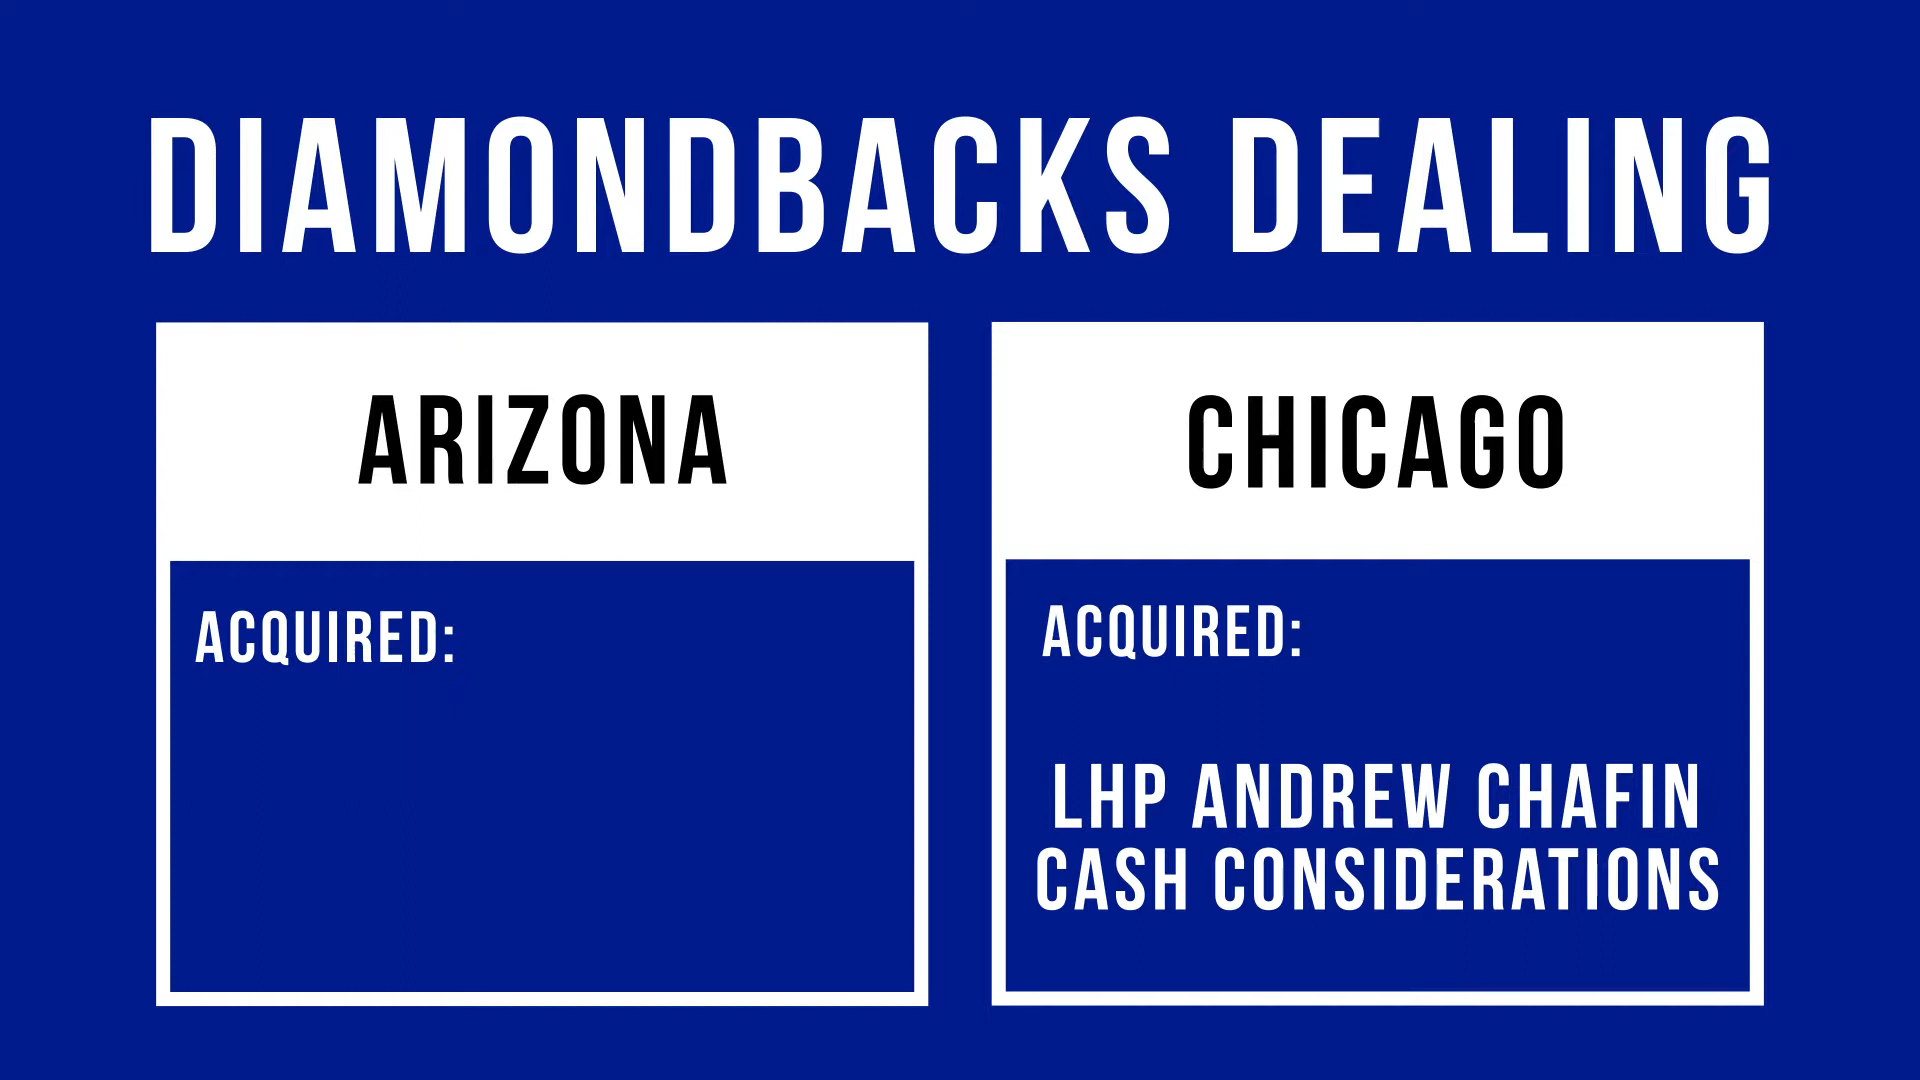 DIAMONDBACKS DEALING
ARIZONA
ACQUIRED:
CHICAGO
ACQUIRED:
LHP ANDREW CHAFIN
CASH CONSIDERATIONS